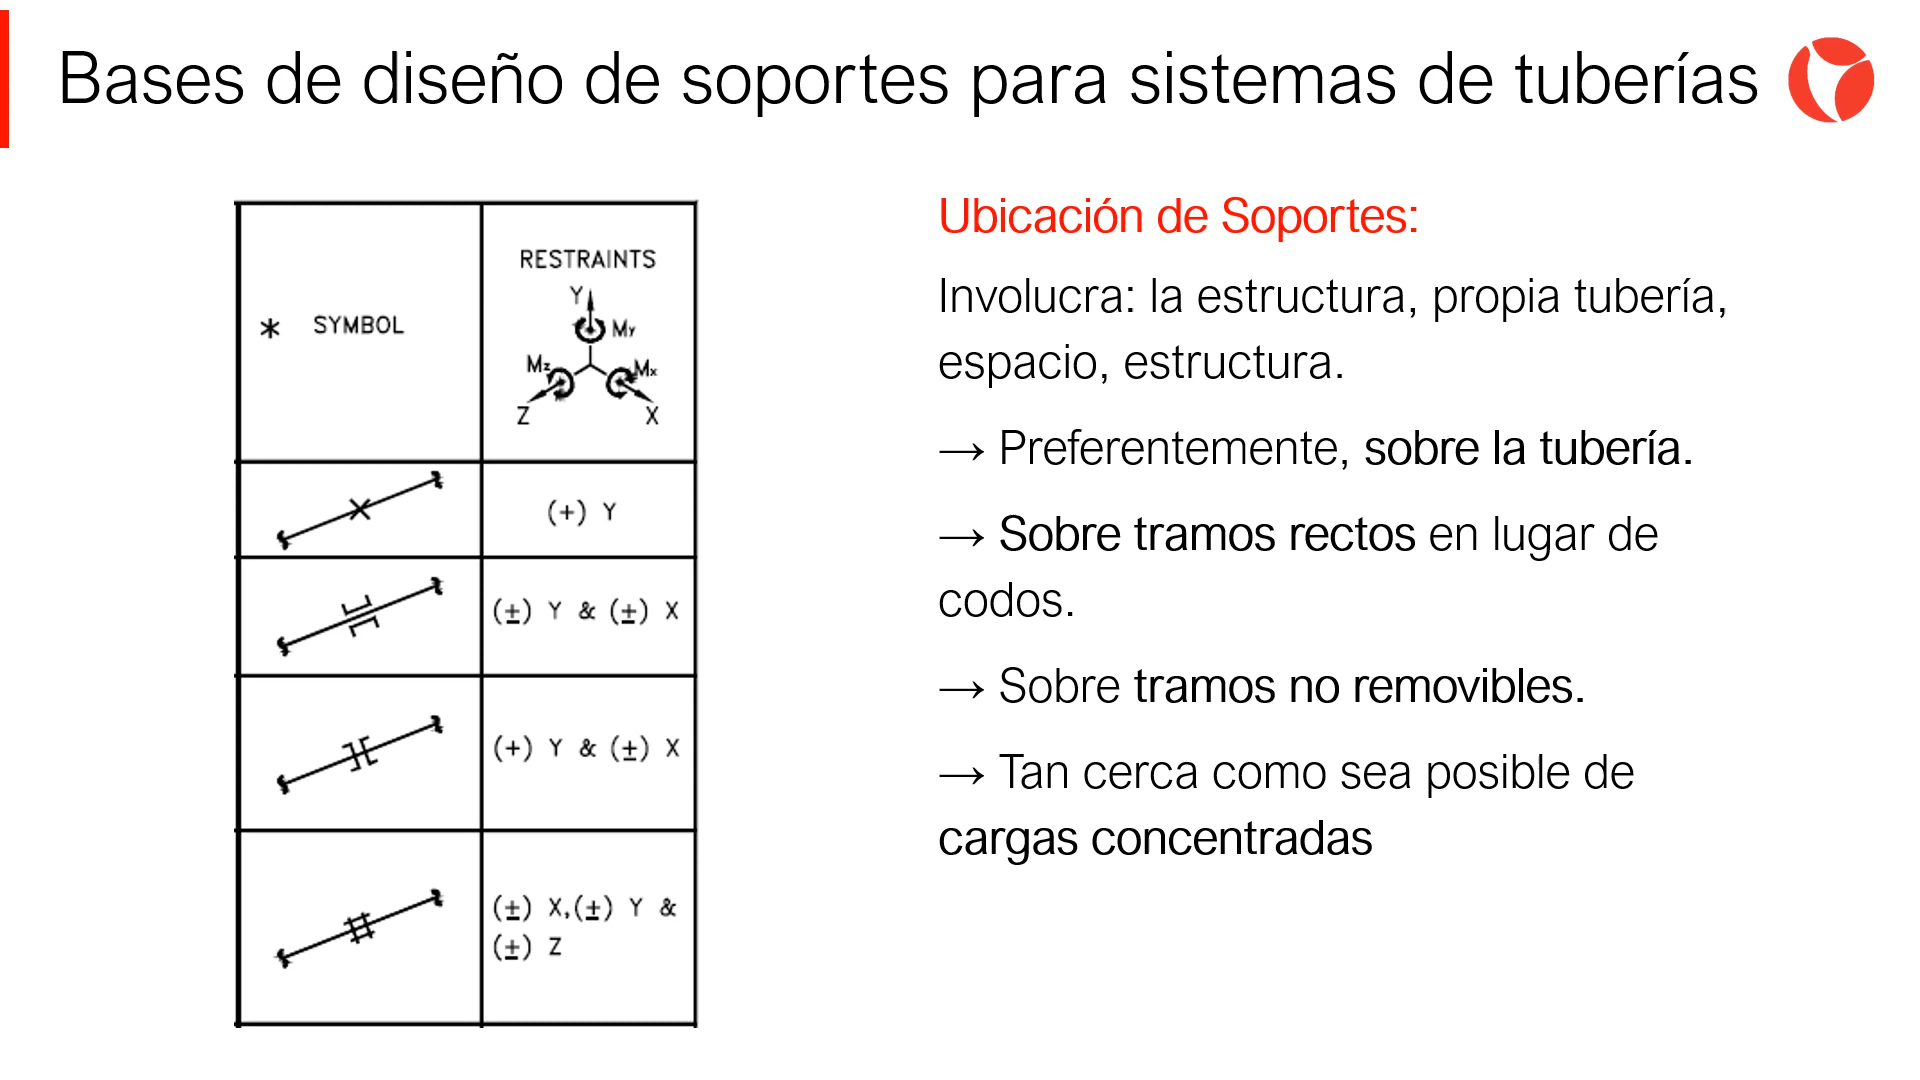 Bases de diseño de soportes para sistemas de tuberías
* SYMBOL
RESTRAINTS
Y
My
Mz
Mx
Z
X
(+) Y
(±) Y & (±) X
(+) Y & (±) X
(±) X,(±) Y &
(±) Z
Ubicación de Soportes:
Involucra: la estructura, propia tubería,
espacio, estructura.
→ Preferentemente, sobre la tubería.
→ Sobre tramos rectos en lugar de
codos.
→ Sobre tramos no removibles.
→ Tan cerca como sea posible de
cargas concentradas